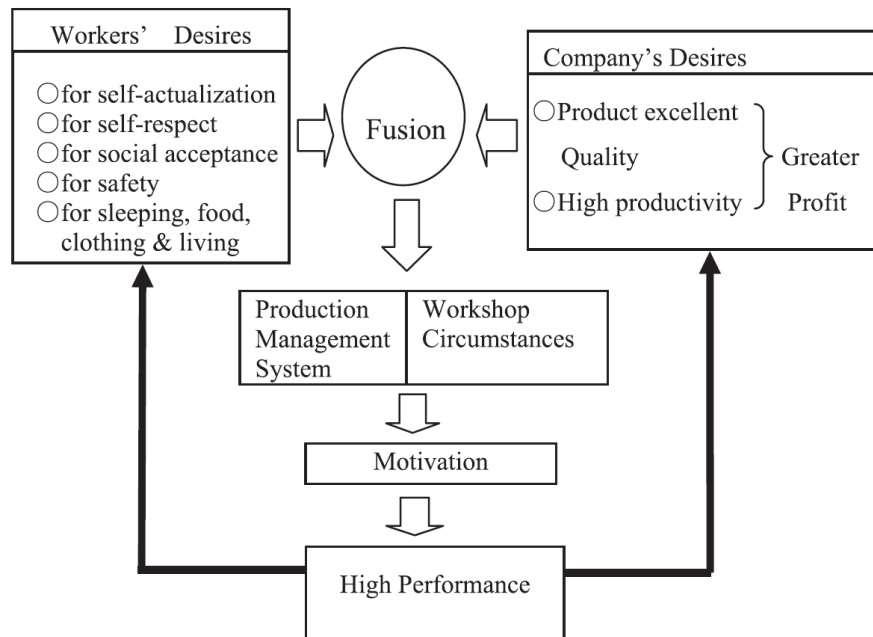 Workers' Desires
○for self-actualization
○for self-respect
○for social acceptance
○for safety
○for sleeping, food,
clothing & living
Fusion
Company's Desires
○Product excellent
Quality
○High productivity
Greater
Profit
Production
Management
System
Workshop
Circumstances
Motivation
High Performance